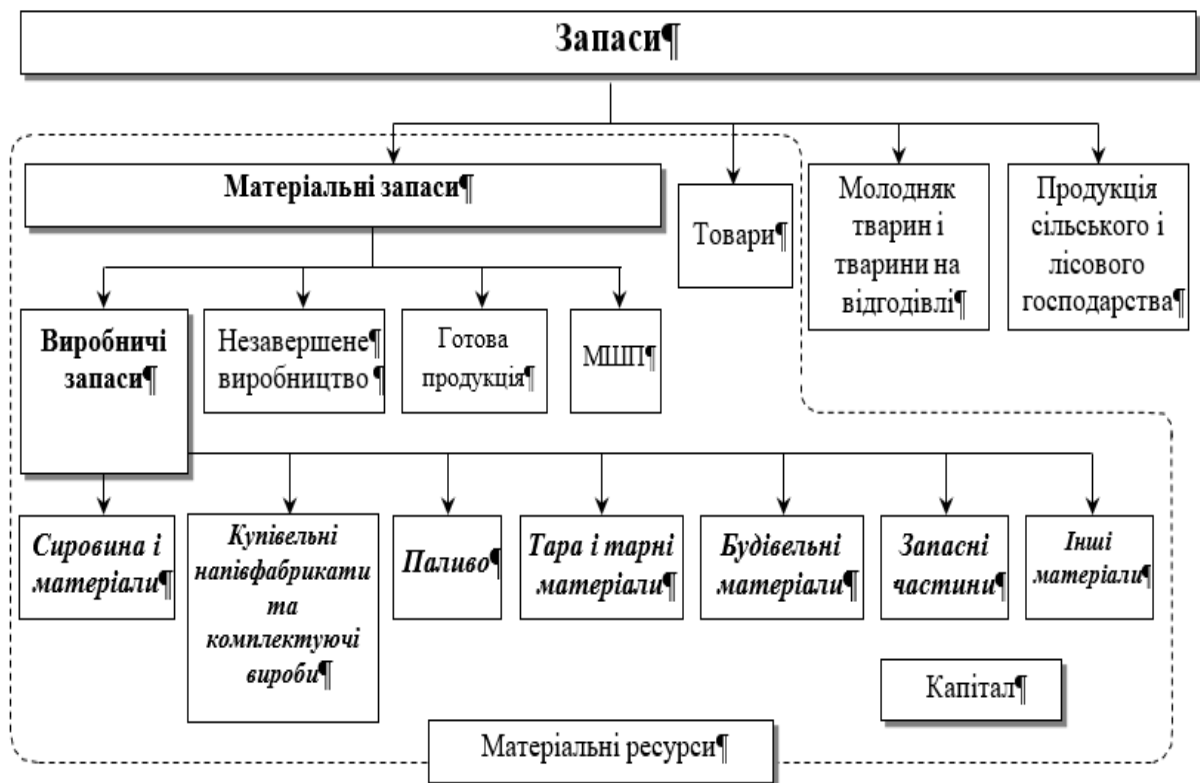 Запаси¶
Матеріальні запаси¶
Товари¶
Молодняк
тварин і
тварини на
відгодівлі¶
Продукція
сільського і
лісового
господарства¶
Виробничі
запаси¶
Незавершене¶
виробництво ¶
Готова
продукція¶
МШП¶
Сировина і
матеріали¶
Купівельні
напівфабрикати
та
комплектуючі
вироби¶
Паливо¶
Тара і тарні
матеріали¶
Будівельні
матеріали¶
Запасні
частини¶
Інші
матеріали¶
Капітал¶
Матеріальні ресурси¶